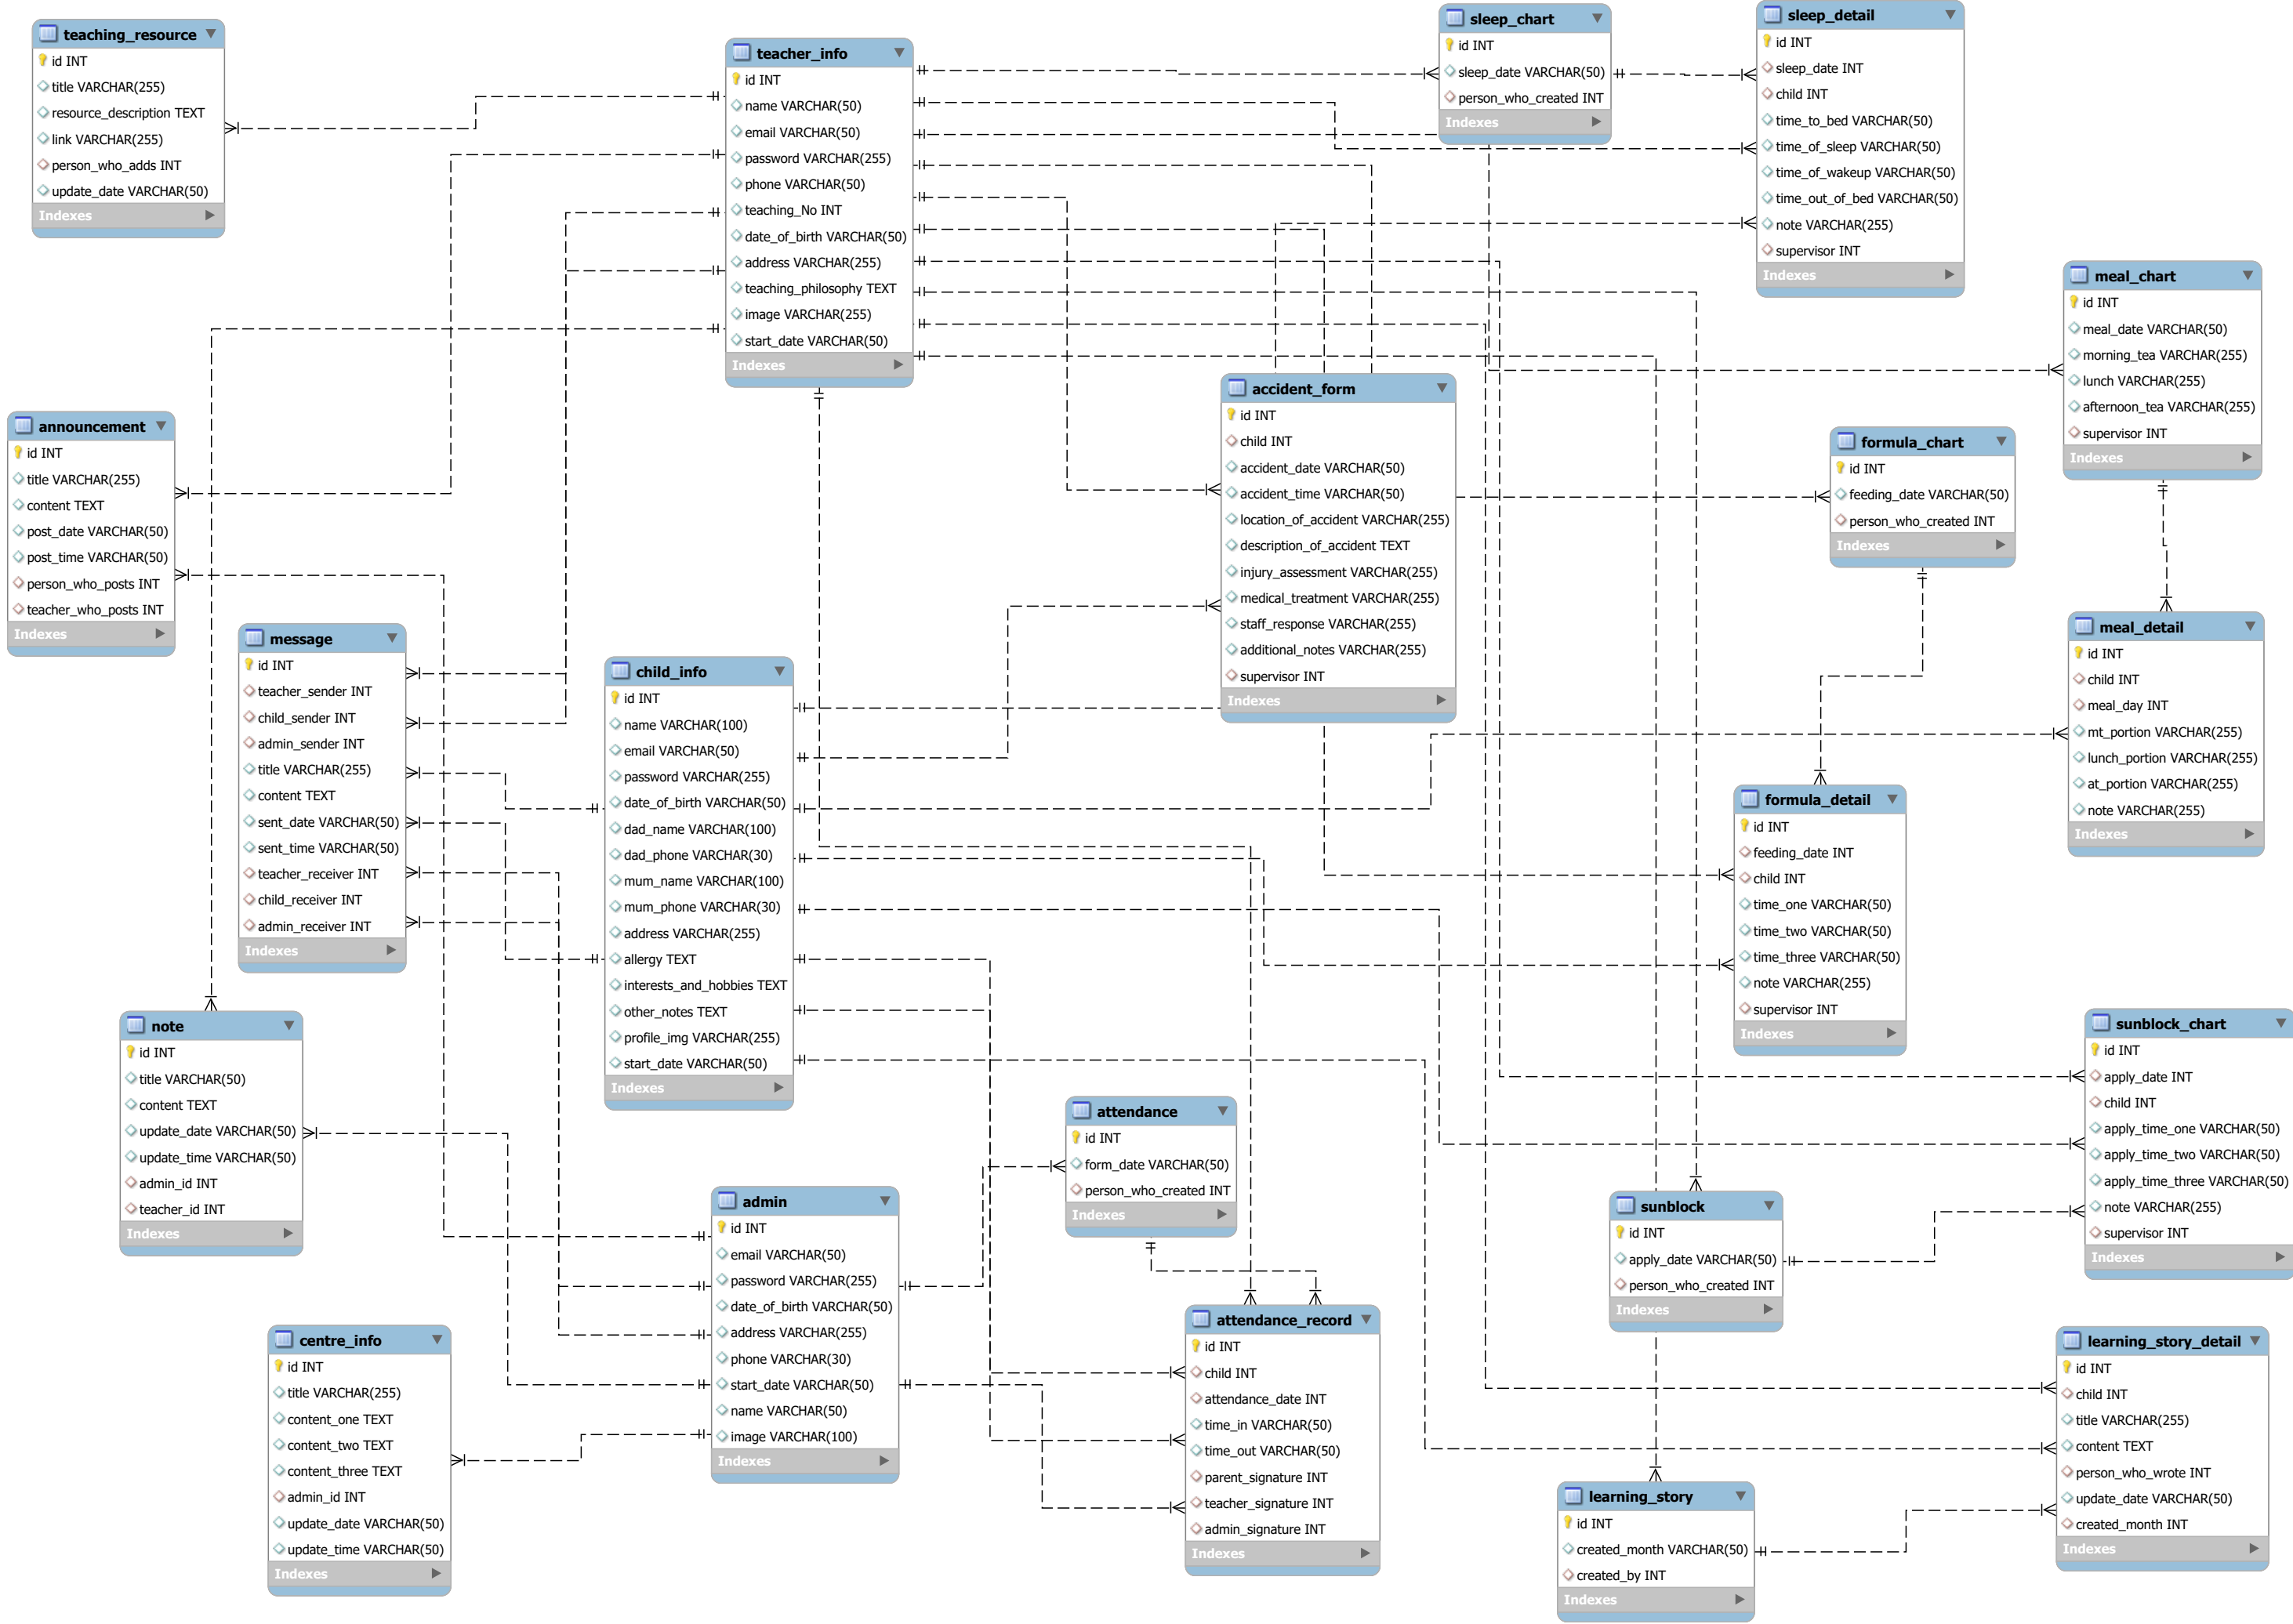 teaching_resource
id INT
title VARCHAR(255)
resource_description TEXT
link VARCHAR(255)
person_who_adds INT
update_date VARCHAR(50)
Indexes
teacher_info
id INT
name VARCHAR(50)
email VARCHAR(50)
password VARCHAR(255)
phone VARCHAR(50)
teaching_No INT
date_of_birth VARCHAR(50)
address VARCHAR(255)
teaching_philosophy TEXT
image VARCHAR(255)
start_date VARCHAR(50)
Indexes
sleep_chart
id INT
sleep_date VARCHAR(50)
person_who_created INT
Indexes
sleep_detail
id INT
sleep_date INT
child INT
time_to_bed VARCHAR(50)
time_of_sleep VARCHAR(50)
time_of_wakeup VARCHAR(50)
time_out_of_bed VARCHAR(50)
note VARCHAR(255)
supervisor INT
Indexes
meal_chart
id INT
meal_date VARCHAR(50)
morning_tea VARCHAR(255)
lunch VARCHAR(255)
afternoon_tea VARCHAR(255)
supervisor INT
Indexes
accident_form
id INT
child INT
accident_date VARCHAR(50)
accident_time VARCHAR(50)
location_of_accident VARCHAR(255)
description_of_accident TEXT
injury_assessment VARCHAR(255)
medical_treatment VARCHAR(255)
staff_response VARCHAR(255)
additional_notes VARCHAR(255)
supervisor INT
Indexes
announcement
id INT
title VARCHAR(255)
content TEXT
post_date VARCHAR(50)
post_time VARCHAR(50)
person_who_posts INT
teacher_who_posts INT
Indexes
formula_chart
id INT
feeding_date VARCHAR(50)
person_who_created INT
Indexes
message
id INT
teacher_sender INT
child_sender INT
admin_sender INT
title VARCHAR(255)
content TEXT
sent_date VARCHAR(50)
sent_time VARCHAR(50)
teacher_receiver INT
child_receiver INT
admin_receiver INT
Indexes
child_info
id INT
name VARCHAR(100)
email VARCHAR(50)
password VARCHAR(255)
date_of_birth VARCHAR(50)
dad_name VARCHAR(100)
dad_phone VARCHAR(30)
mum_name VARCHAR(100)
mum_phone VARCHAR(30)
address VARCHAR(255)
allergy TEXT
interests_and_hobbies TEXT
other_notes TEXT
profile_img VARCHAR(255)
start_date VARCHAR(50)
Indexes
meal_detail
id INT
child INT
meal_day INT
mt_portion VARCHAR(255)
lunch_portion VARCHAR(255)
at_portion VARCHAR(255)
note VARCHAR(255)
Indexes
formula_detail
id INT
feeding_date INT
child INT
time_one VARCHAR(50)
time_two VARCHAR(50)
time_three VARCHAR(50)
note VARCHAR(255)
supervisor INT
Indexes
note
id INT
title VARCHAR(50)
content TEXT
update_date VARCHAR(50)
update_time VARCHAR(50)
admin_id INT
teacher_id INT
Indexes
sunblock_chart
id INT
apply_date INT
child INT
apply_time_one VARCHAR(50)
apply_time_two VARCHAR(50)
apply_time_three VARCHAR(50)
note VARCHAR(255)
supervisor INT
Indexes
attendance
id INT
form_date VARCHAR(50)
person_who_created INT
Indexes
admin
id INT
email VARCHAR(50)
password VARCHAR(255)
date_of_birth VARCHAR(50)
address VARCHAR(255)
phone VARCHAR(30)
start_date VARCHAR(50)
name VARCHAR(50)
image VARCHAR(100)
Indexes
sunblock
id INT
apply_date VARCHAR(50)
person_who_created INT
Indexes
centre_info
id INT
title VARCHAR(255)
content_one TEXT
content_two TEXT
content_three TEXT
admin_id INT
update_date VARCHAR(50)
update_time VARCHAR(50)
Indexes
attendance_record
id INT
child INT
attendance_date INT
time_in VARCHAR(50)
time_out VARCHAR(50)
parent_signature INT
teacher_signature INT
admin_signature INT
Indexes
learning_story_detail
id INT
child INT
title VARCHAR(255)
content TEXT
person_who_wrote INT
update_date VARCHAR(50)
created_month INT
Indexes
learning_story
id INT
created_month VARCHAR(50)
created_by INT
Indexes